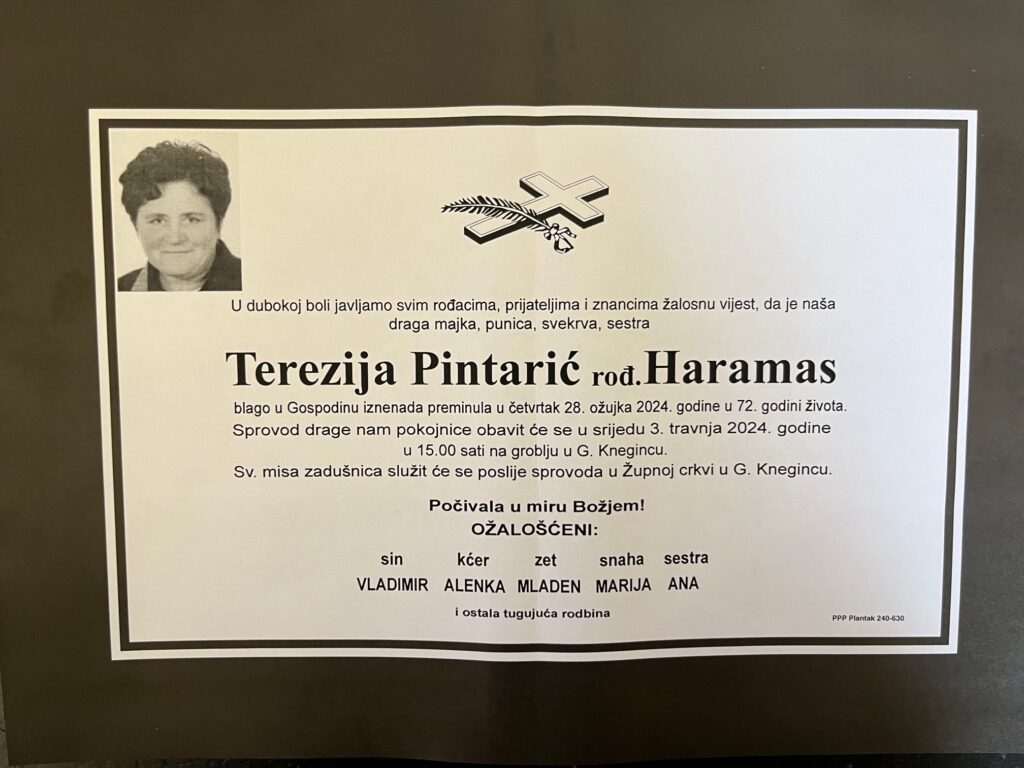 U dubokoj boli javljamo svim rođacima, prijateljima i znancima žalosnu vijest, da je naša
draga majka, punica, svekrva, sestra
Terezija Pintarić rođ.Haramas
blago u Gospodinu iznenada preminula u četvrtak 28. ožujka 2024. godine u 72. godini života.
Sprovod drage nam pokojnice obavit će se u srijedu 3. travnja 2024. godine
u 15.00 sati na groblju u G. Knegincu.
Sv. misa zadušnica služit će se poslije sprovoda u Župnoj crkvi u G. Knegincu.
Počivala u miru Božjem!
OŽALOŠĆENI:
sin kćer zet snaha sestra
VLADIMIR ALENKA MLADEN MARIJA ANA
i ostala tugujuća rodbina
PPP Plantak 240-630